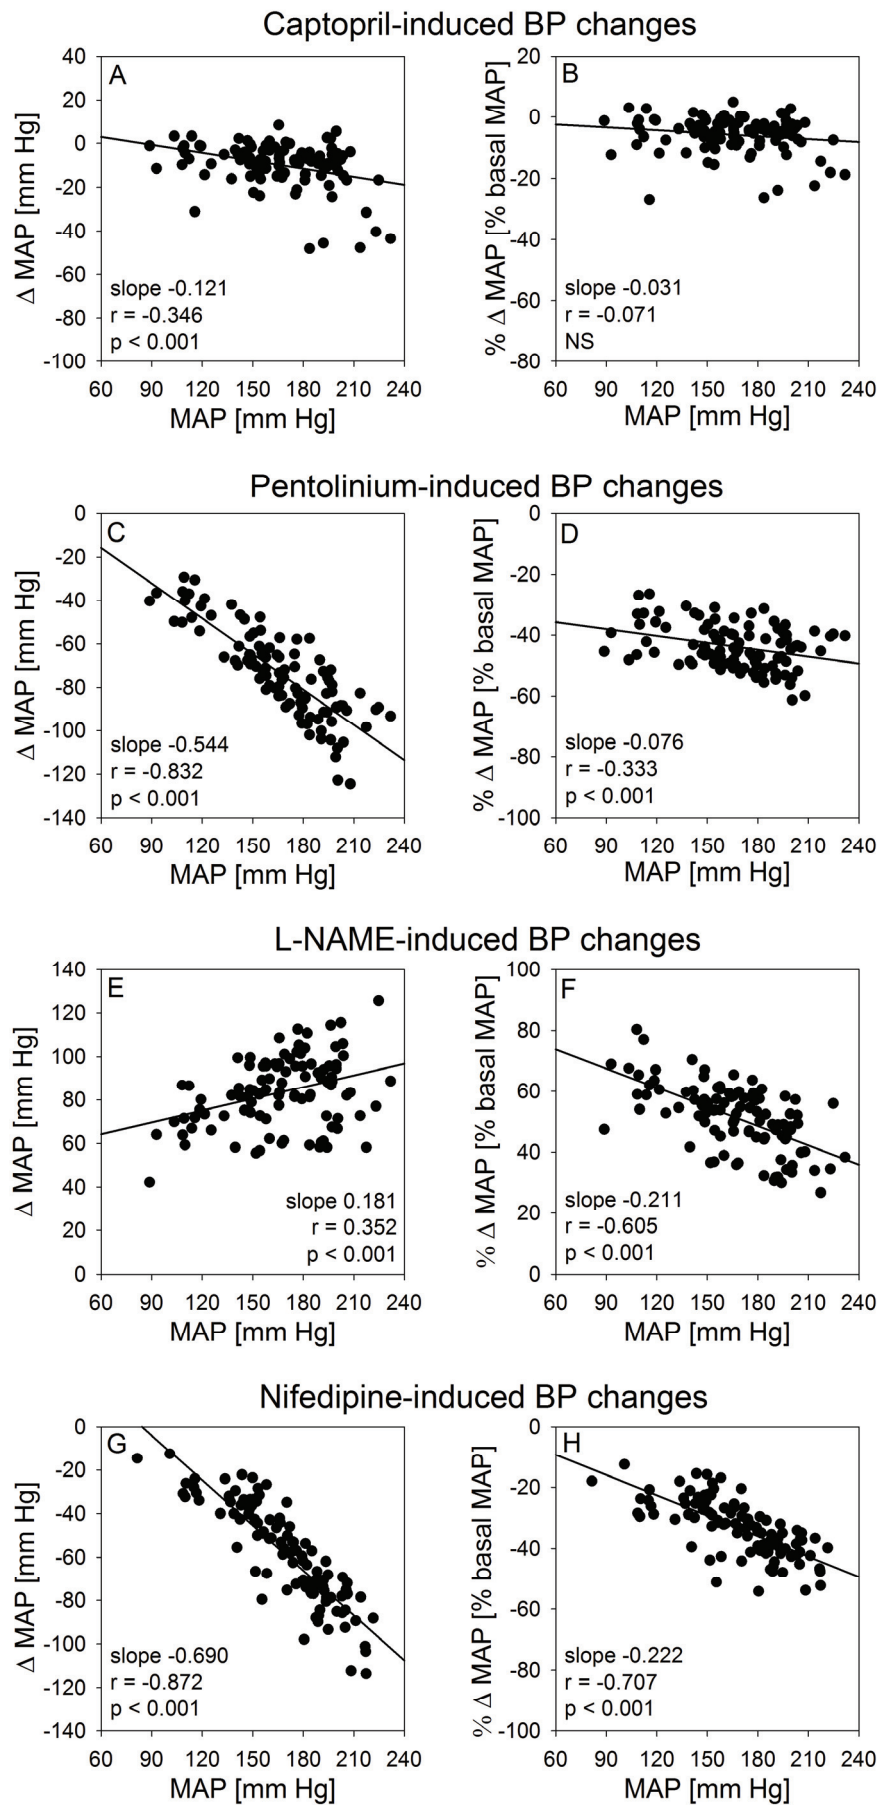 Captopril-induced BP changes
A
Δ MAP [mm Hg]
40
20
0
-20
-40
-60
-80
-100
slope -0.121
r = -0.346
p < 0.001
60 90 120 150 180 210 240
MAP [mm Hg]
B
% Δ MAP [% basal MAP]
20
0
-20
-40
-60
-80
slope -0.031
r = -0.071
NS
60 90 120 150 180 210 240
MAP [mm Hg]
Pentolinium-induced BP changes
C
Δ MAP [mm Hg]
0
-20
-40
-60
-80
-100
-120
-140
slope -0.544
r = -0.832
p < 0.001
60 90 120 150 180 210 240
MAP [mm Hg]
D
% Δ MAP [% basal MAP]
0
-20
-40
-60
-80
-100
slope -0.076
r = -0.333
p < 0.001
60 90 120 150 180 210 240
MAP [mm Hg]
L-NAME-induced BP changes
E
Δ MAP [mm Hg]
140
120
100
80
60
40
20
0
slope 0.181
r = 0.352
p < 0.001
60 90 120 150 180 210 240
MAP [mm Hg]
F
% Δ MAP [% basal MAP]
100
80
60
40
20
0
slope -0.211
r = -0.605
p < 0.001
60 90 120 150 180 210 240
MAP [mm Hg]
Nifedipine-induced BP changes
G
Δ MAP [mm Hg]
0
-20
-40
-60
-80
-100
-120
-140
slope -0.690
r = -0.872
p < 0.001
60 90 120 150 180 210 240
MAP [mm Hg]
H
% Δ MAP [% basal MAP]
0
-20
-40
-60
-80
-100
slope -0.222
r = -0.707
p < 0.001
60 90 120 150 180 210 240
MAP [mm Hg]